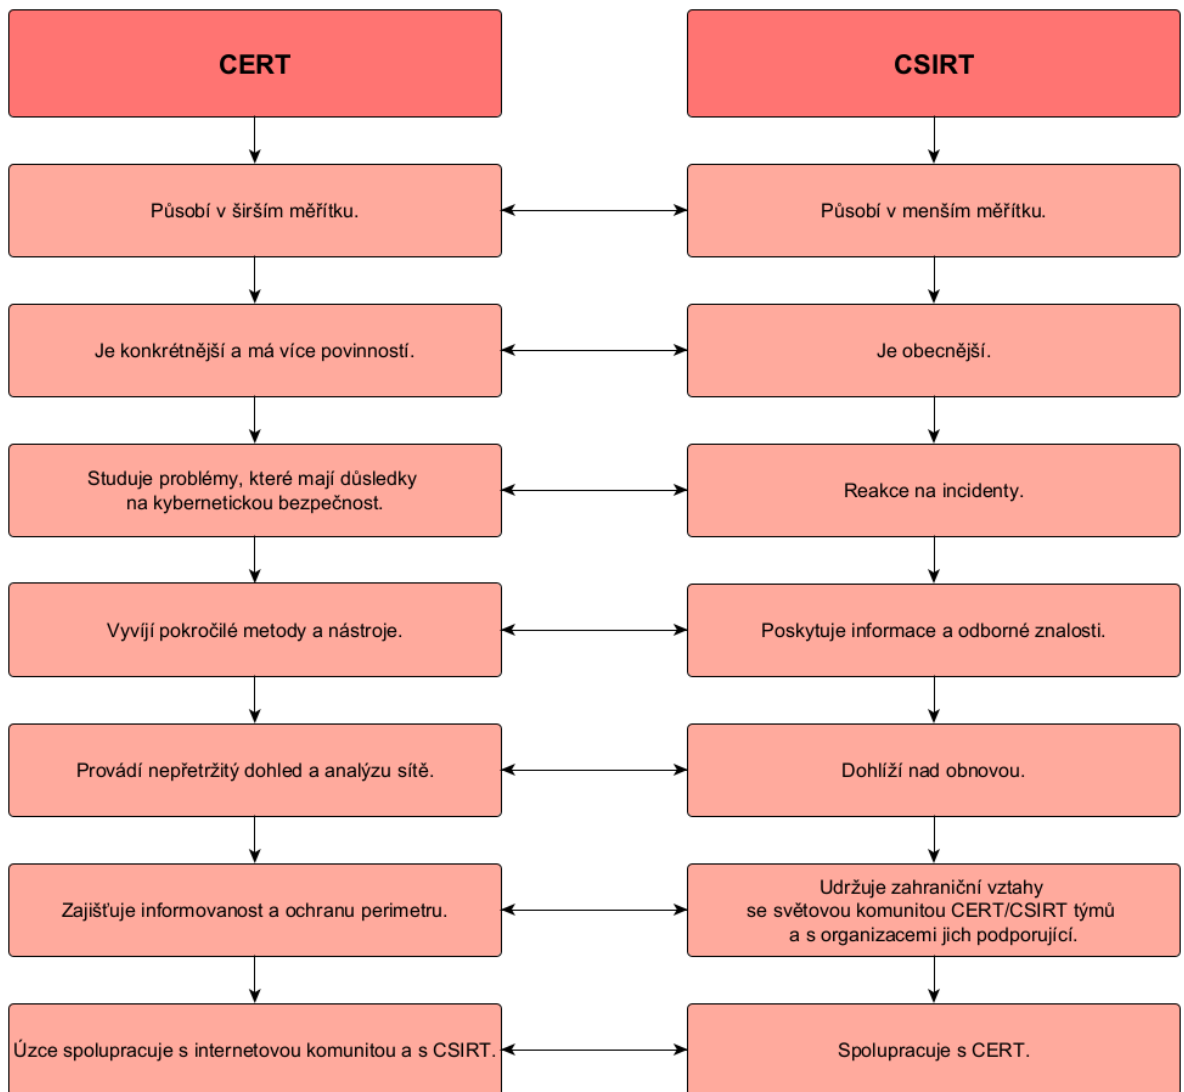 CERT
CSIRT
Působí v širším měřítku.
Působí v menším měřítku.
Je konkrétnější a má více povinností.
Je obecnější.
Studuje problémy, které mají důsledky
na kybernetickou bezpečnost.
Reakce na incidenty.
Vyvíjí pokročilé metody a nástroje.
Poskytuje informace a odborné znalosti.
Provádí nepřetržitý dohled a analýzu sítě.
Dohlíží nad obnovou.
Zajišťuje informovanost a ochranu perimetru.
Udržuje zahraniční vztahy
se světovou komunitou CERT/CSIRT týmů
a s organizacemi jich podporující.
Úzce spolupracuje s internetovou komunitou a s CSIRT.
Spolupracuje s CERT.